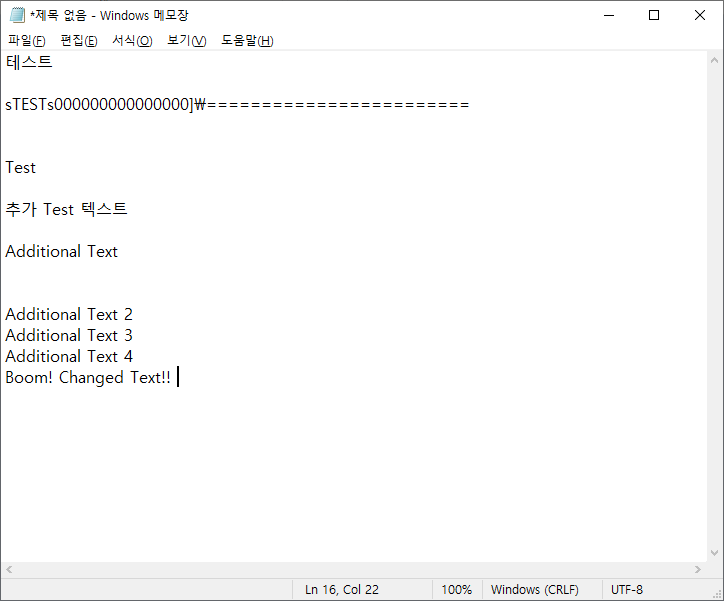 *제목 없음 - Windows 메모장
파일(F) 편집(E) 서식(O) 보기(V) 도움말(H)
테스트
sTESTs000000000000000]₩========================
Test
추가 Test 텍스트
Additional Text
Additional Text 2
Additional Text 3
Additional Text 4
Boom! Changed Text!!
Ln 16, Col 22 100% Windows (CRLF) UTF-8